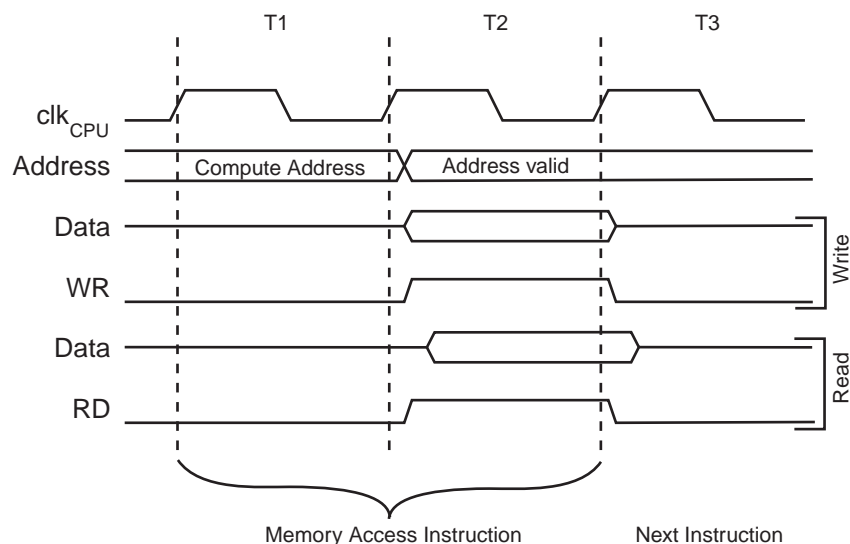 T1 T2 T3
clkCPU
Address Compute Address Address valid
Data
WR
Write
Data
RD
Read
Memory Access Instruction Next Instruction